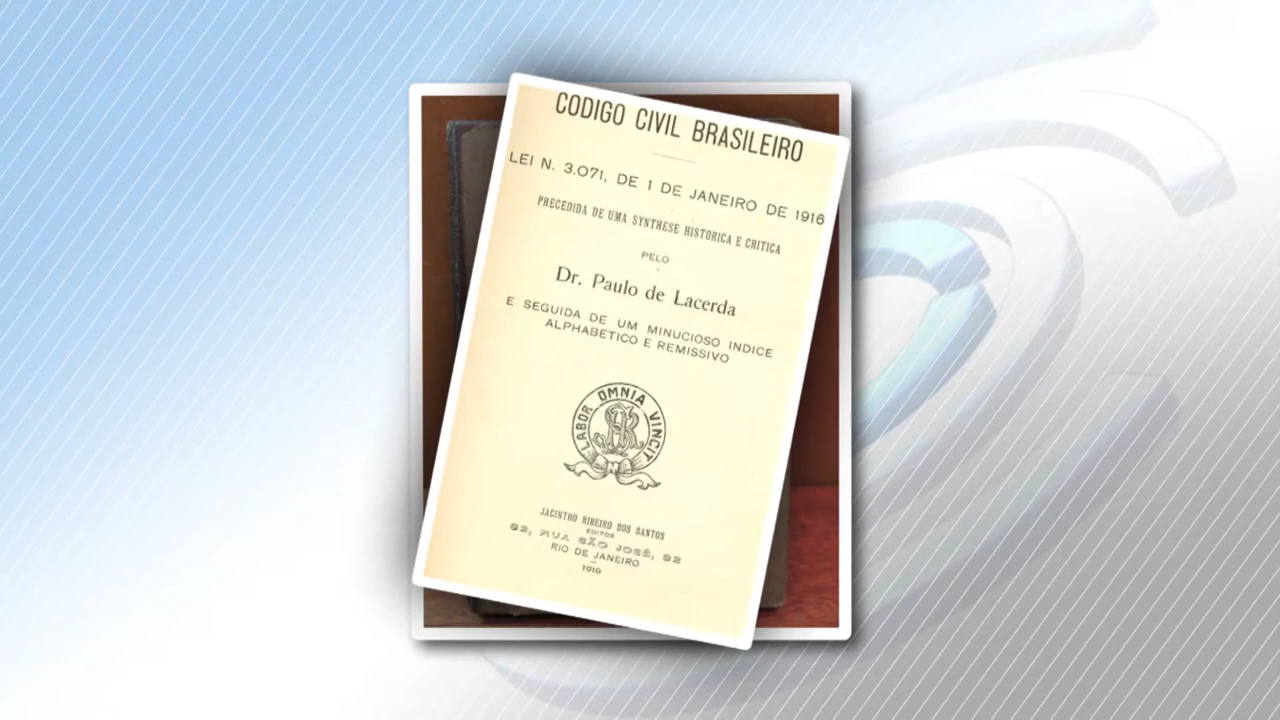 CODIGO CIVIL BRASILEIRO
LEI N. 3.071, DE 1 DE JANEIRO DE 1916
PRECEDIDA DE UMA SYNTHESE HISTORICA E CRITICA
PELO
Dr. Paulo de Lacerda
E SEGUIDA DE UM MINUCIOSO INDICE
ALPHABETICO E REMISSIVO
LABOR OMNIA VINCIT
JACINTHO RIBEIRO DOS SANTOS
EDITOR
82, RUA SÃO JOSÉ, 82
RIO DE JANEIRO
1916